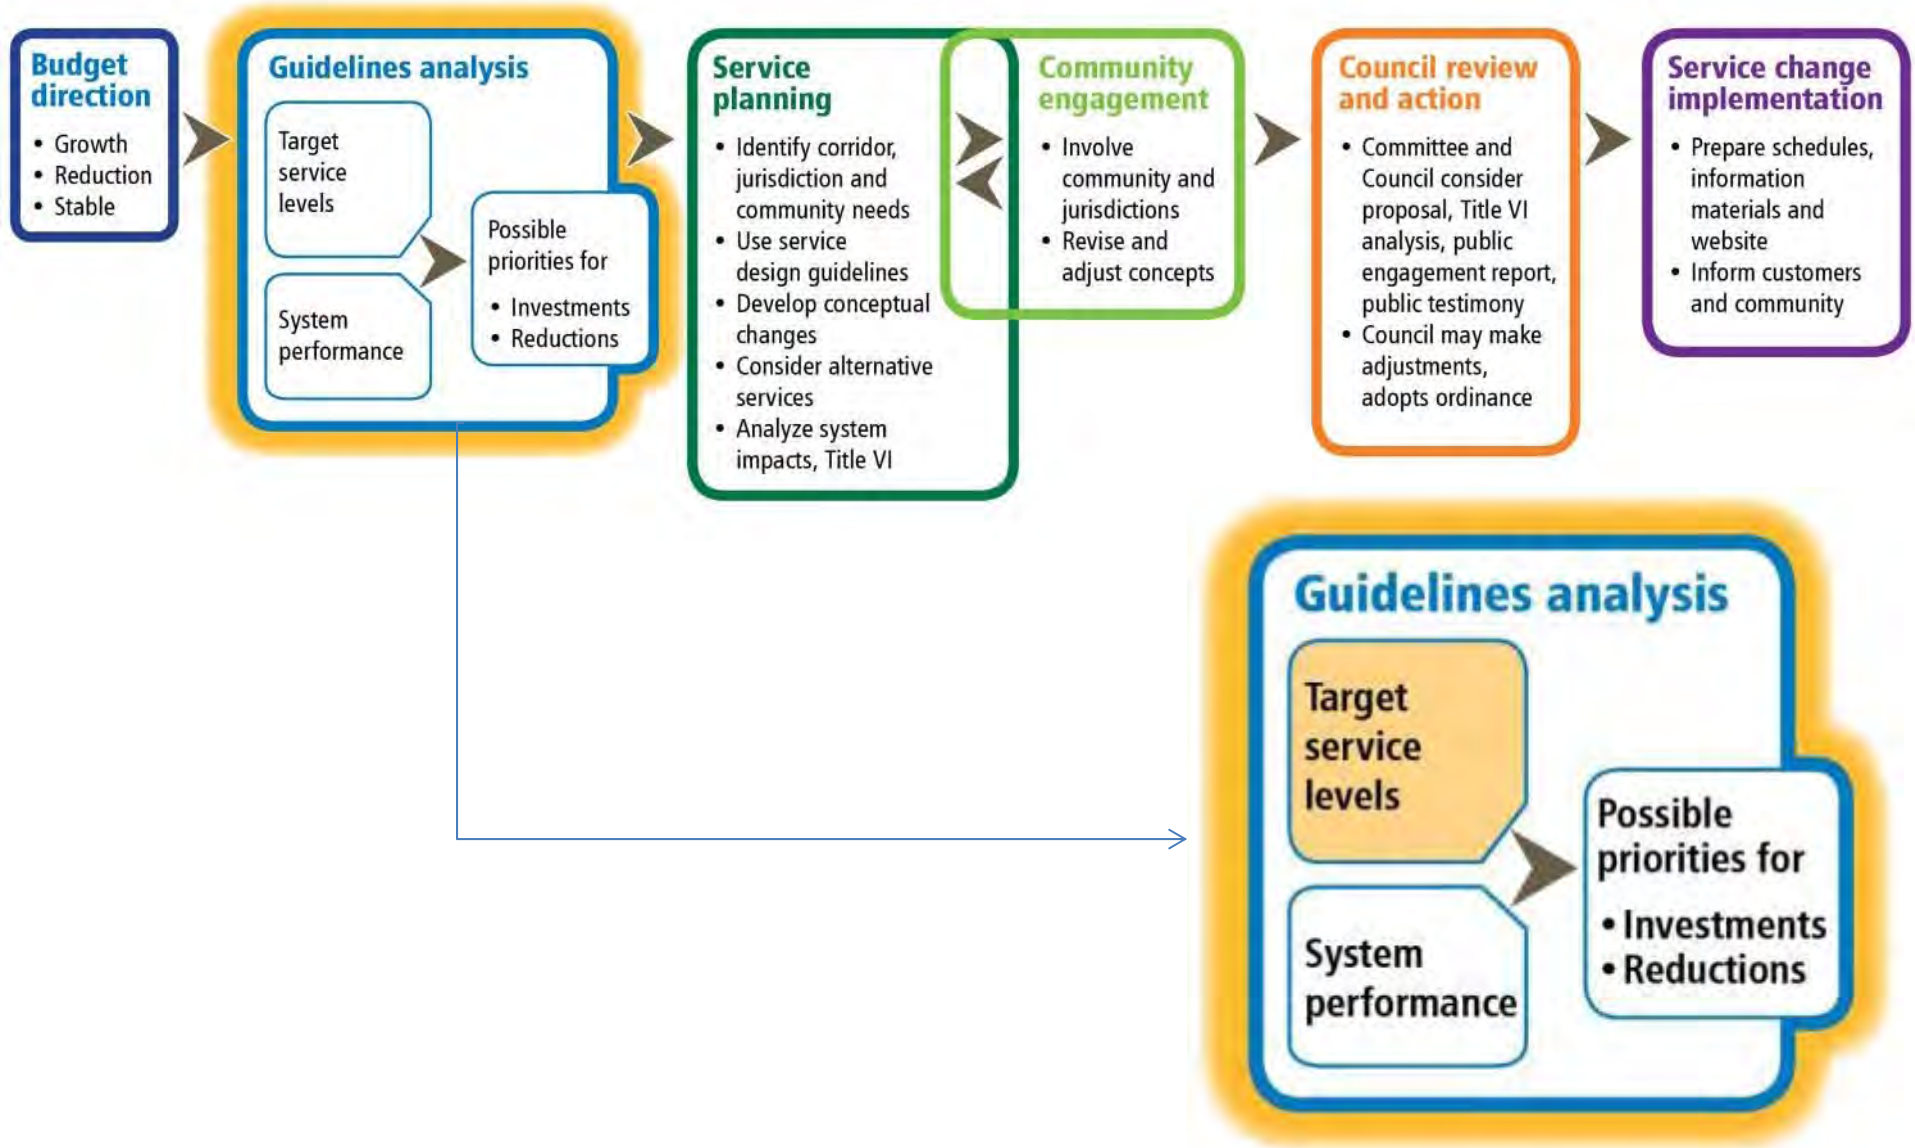 Budget
direction
• Growth
• Reduction
• Stable
Guidelines analysis
Target
service
levels
System
performance
Possible
priorities for
• Investments
• Reductions
Service
planning
• Identify corridor,
jurisdiction and
community needs
• Use service
design guidelines
• Develop conceptual
changes
• Consider alternative
services
• Analyze system
impacts, Title VI
Community
engagement
• Involve
community and
jurisdictions
• Revise and
adjust concepts
Council review
and action
• Committee and
Council consider
proposal, Title VI
analysis, public
engagement report,
public testimony
• Council may make
adjustments,
adopts ordinance
Service change
implementation
• Prepare schedules,
information
materials and
website
• Inform customers
and community
Guidelines analysis
Target
service
levels
System
performance
Possible
priorities for
• Investments
• Reductions